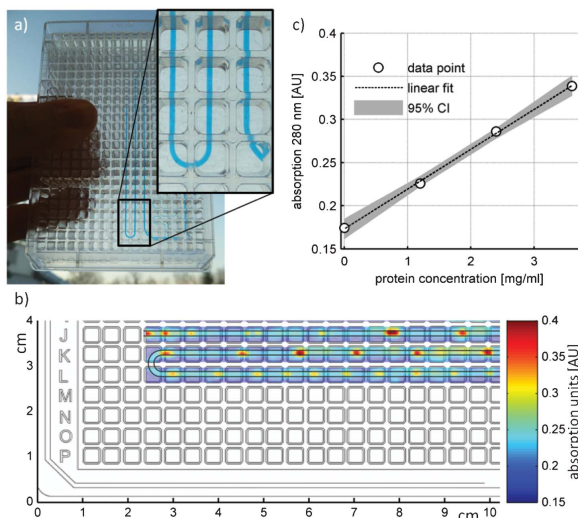 a)
c)
absorption 280 nm [AU]
0.4
0.35
0.3
0.25
0.2
0.15
data point
linear fit
95% CI
0 1 2 3
protein concentration [mg/ml]
b)
cm
4
3
2
1
0
J
K
L
M
N
O
P
0 1 2 3 4 5 6 7 8 9 10
cm
0.4
0.35
0.3
0.25
0.2
0.15
absorption units [AU]